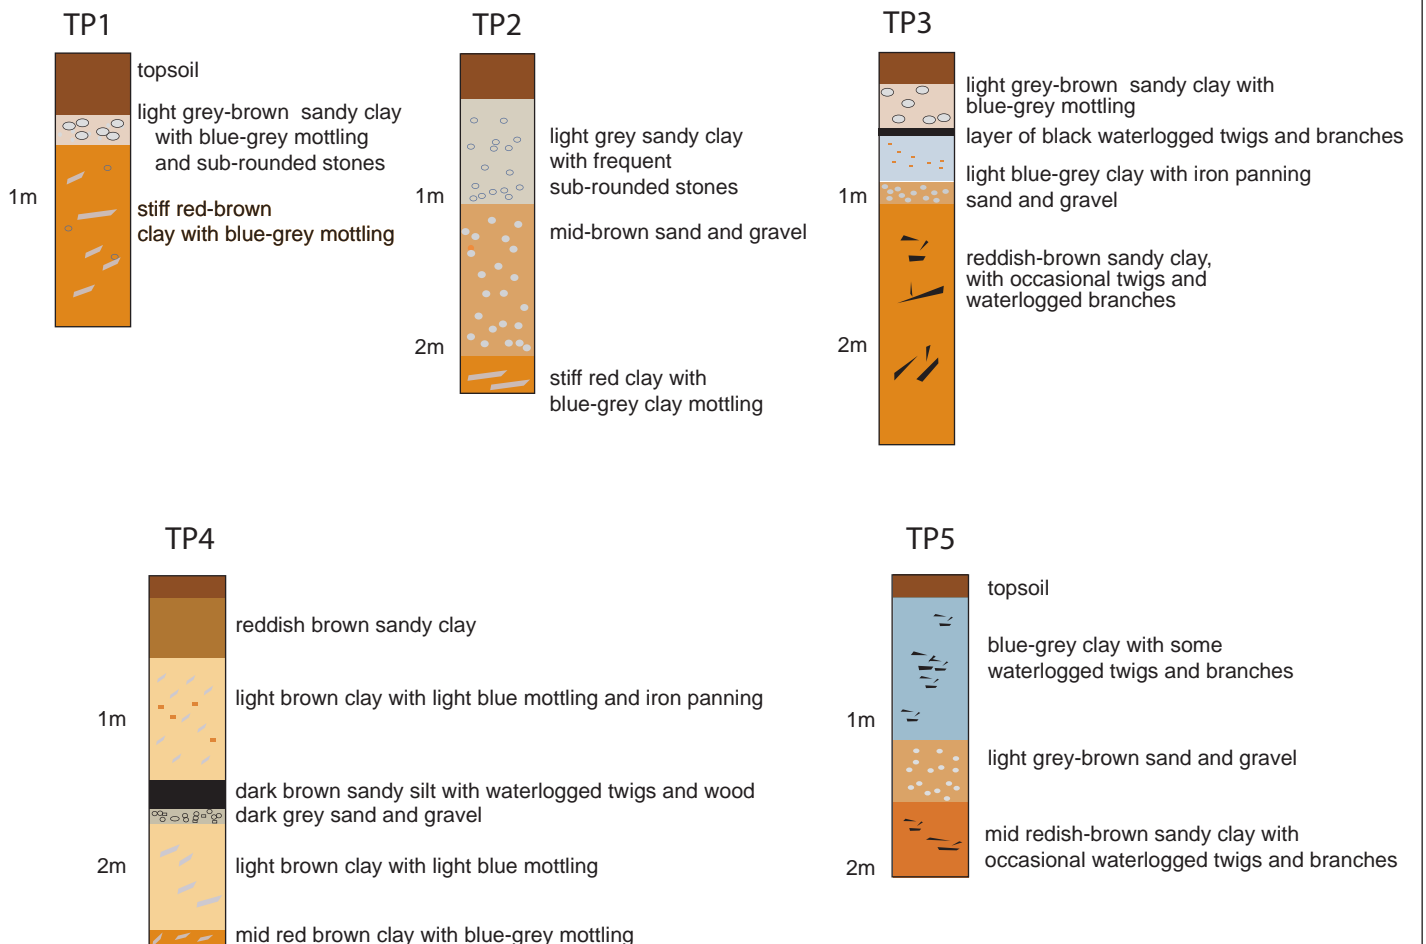 TP1
topsoil
light grey-brown sandy clay
with blue-grey mottling
and sub-rounded stones
1m
stiff red-brown
clay with blue-grey mottling
TP2
light grey sandy clay
with frequent
sub-rounded stones
1m
mid-brown sand and gravel
2m
stiff red clay with
blue-grey clay mottling
TP3
light grey-brown sandy clay with
blue-grey mottling
layer of black waterlogged twigs and branches
light blue-grey clay with iron panning
1m
sand and gravel
reddish-brown sandy clay,
with occasional twigs and
waterlogged branches
2m
TP4
reddish brown sandy clay
light brown clay with light blue mottling and iron panning
1m
dark brown sandy silt with waterlogged twigs and wood
dark grey sand and gravel
2m
light brown clay with light blue mottling
mid red brown clay with blue-grey mottling
TP5
topsoil
blue-grey clay with some
waterlogged twigs and branches
1m
light grey-brown sand and gravel
mid redish-brown sandy clay with
occasional waterlogged twigs and branches
2m